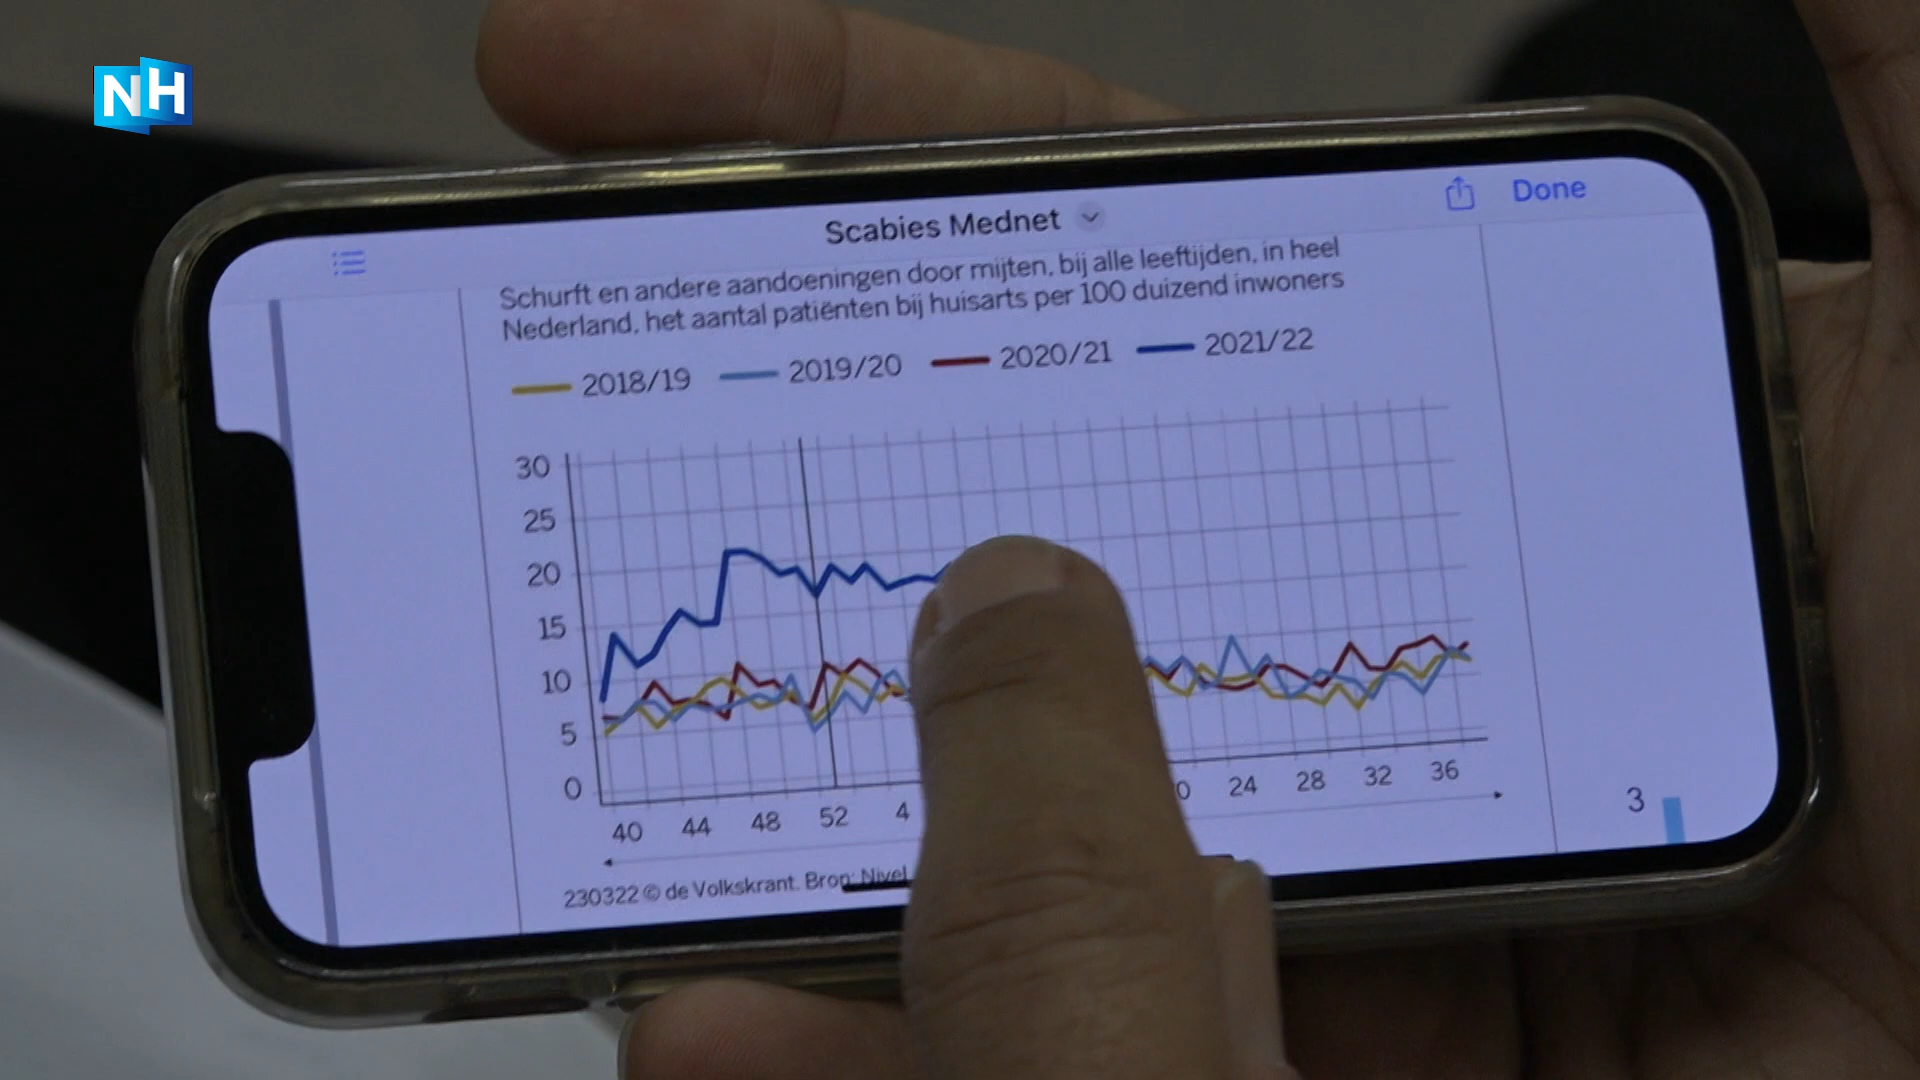 NH
Scabies Mednet
Done
Schurft en andere aandoeningen door mijten, bij alle leeftijden, in heel
Nederland, het aantal patiënten bij huisarts per 100 duizend inwoners
2018/19 2019/20 2020/21 2021/22
30
25
20
15
10
5
0
40 44 48 52 4 0 24 28 32 36
3
230322 © de Volkskrant. Bron: Nivel